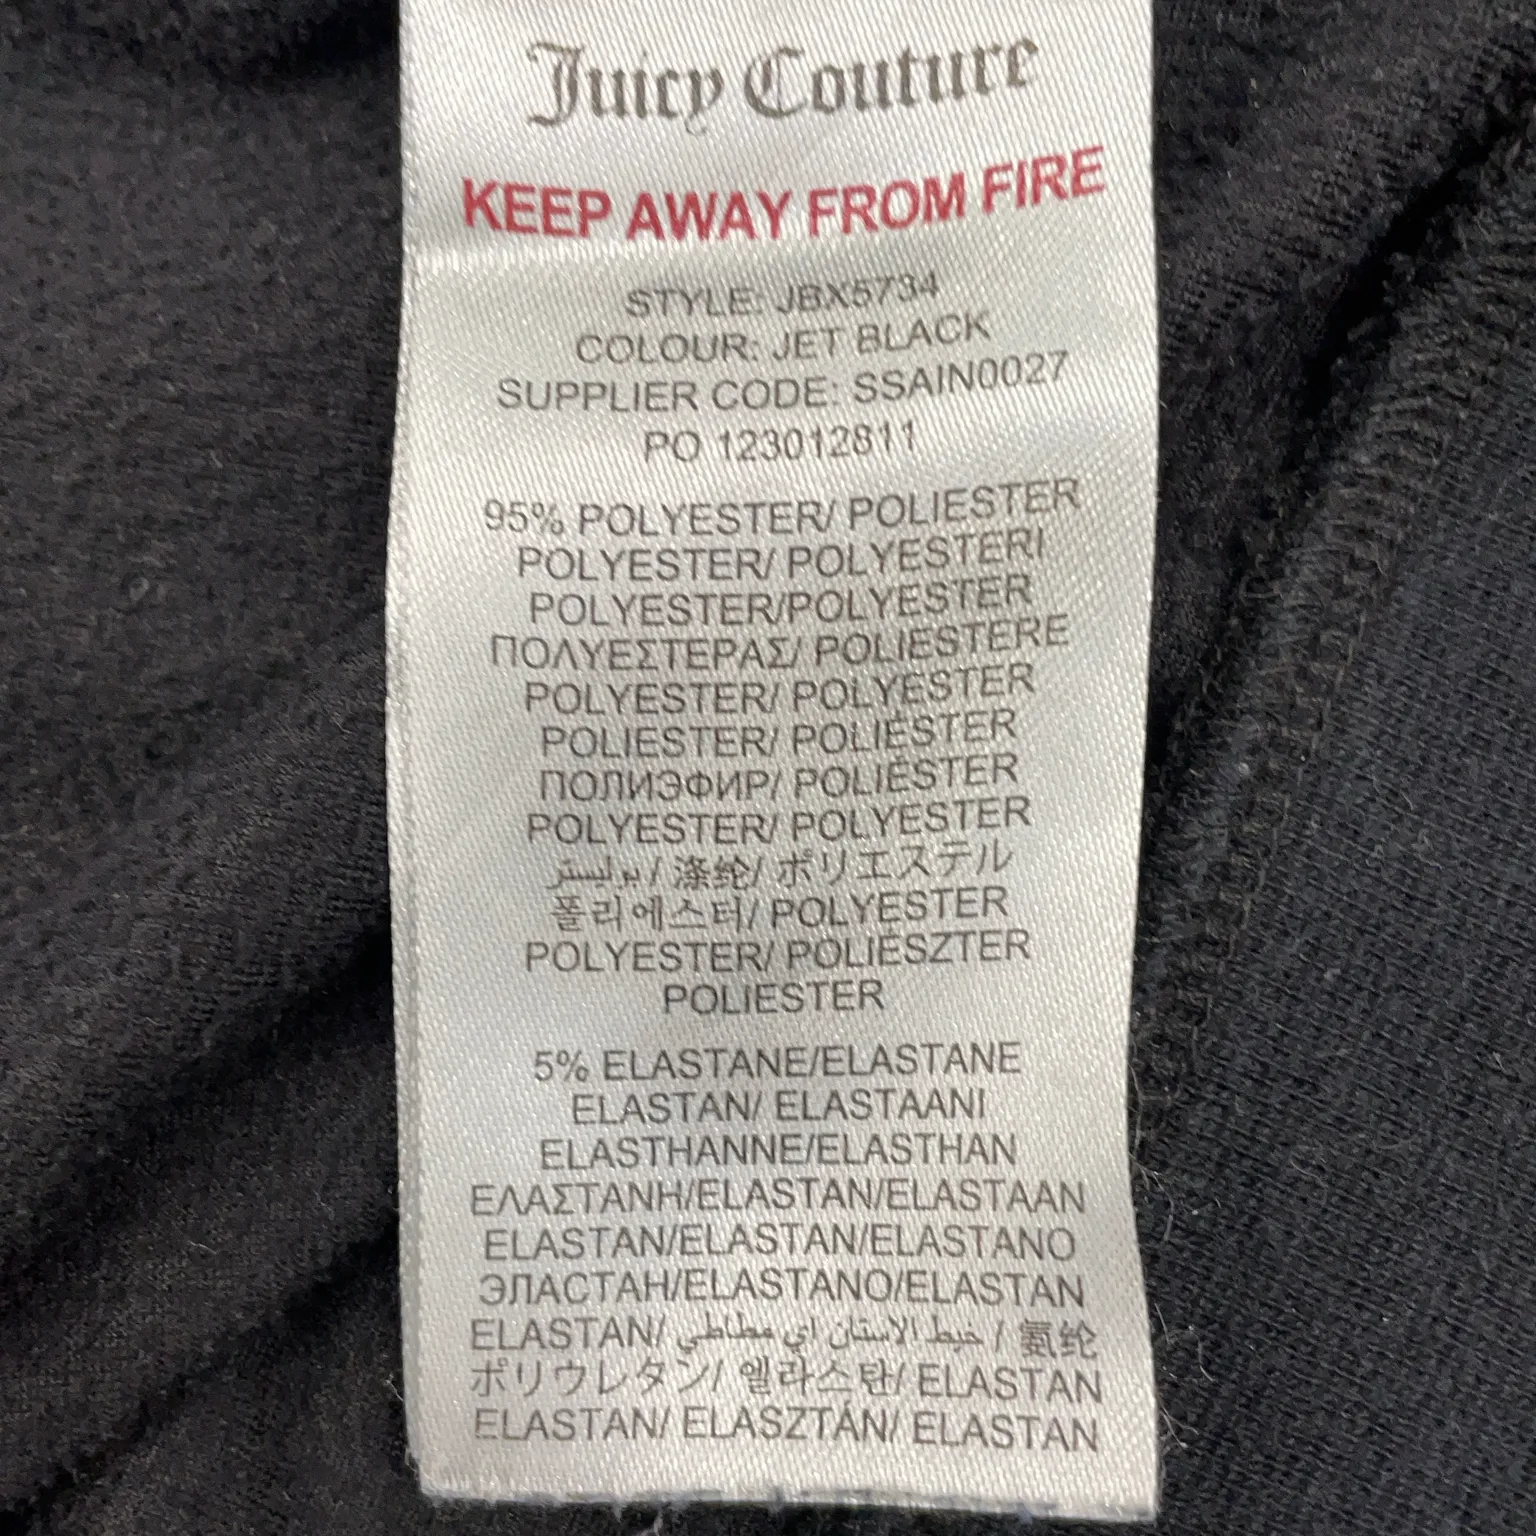 Juicy Couture
KEEP AWAY FROM FIRE
STYLE: JBX5734
COLOUR: JET BLACK
SUPPLIER CODE: SSAIN0027
PO 123012811
95% POLYESTER/ POLIESTER
POLYESTER/ POLYESTERI
POLYESTER/POLYESTER
ΠΟΛΥΕΣΤΕΡΑΣ/ POLIESTERE
POLYESTER/ POLYESTER
POLIESTER/ POLIÉSTER
ПОЛИЭФИР/ POLIÉSTER
POLYESTER/ POLYESTER
بوليستر / 涤纶/ ポリエステル
폴리에스터/ POLYESTER
POLYESTER/ POLIÉSZTER
POLIESTER
5% ELASTANE/ELASTANE
ELASTAN/ ELASTAANI
ELASTHANNE/ELASTHAN
ΕΛΑΣΤΑΝΗ/ELASTAN/ELASTAAN
ELASTAN/ELASTAN/ELASTANO
ЭЛАСТАН/ELASTANO/ELASTAN
ELASTAN/ خيط الاستان اي مطاطي / 氨纶
ポリウレタン/ 엘라스탄/ ELASTAN
ELASTAN/ ELASZTÁN/ ELASTAN